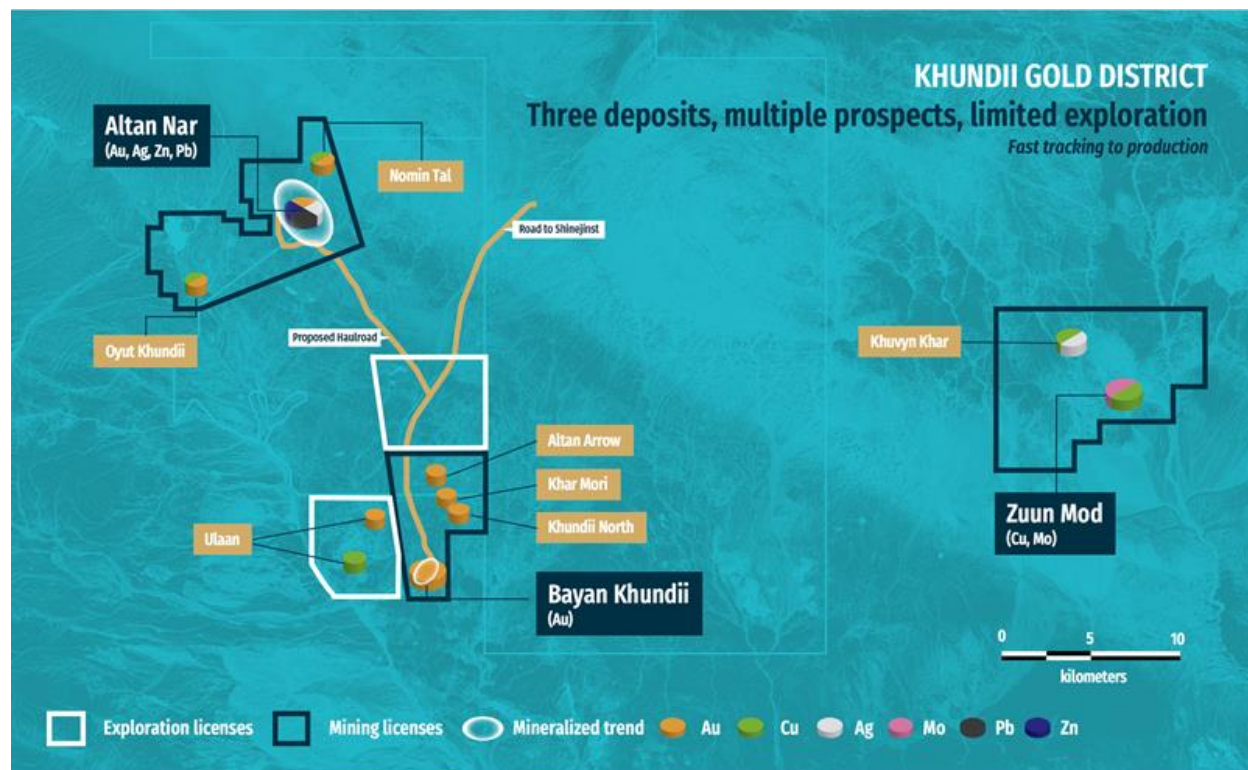 KHUNDII GOLD DISTRICT
Three deposits, multiple prospects, limited exploration
Fast tracking to production
Altan Nar
(Au, Ag, Zn, Pb)
Nomin Tal
Road to Shinejinst
Proposed Haulroad
Oyut Khundii
Khuvyn Khar
Altan Arrow
Khar Mori
Khundii North
Ulaan
Zuun Mod
(Cu, Mo)
Bayan Khundii
(Au)
0 5 10
kilometers
Exploration licenses Mining licenses Mineralized trend Au Cu Ag Mo Pb Zn